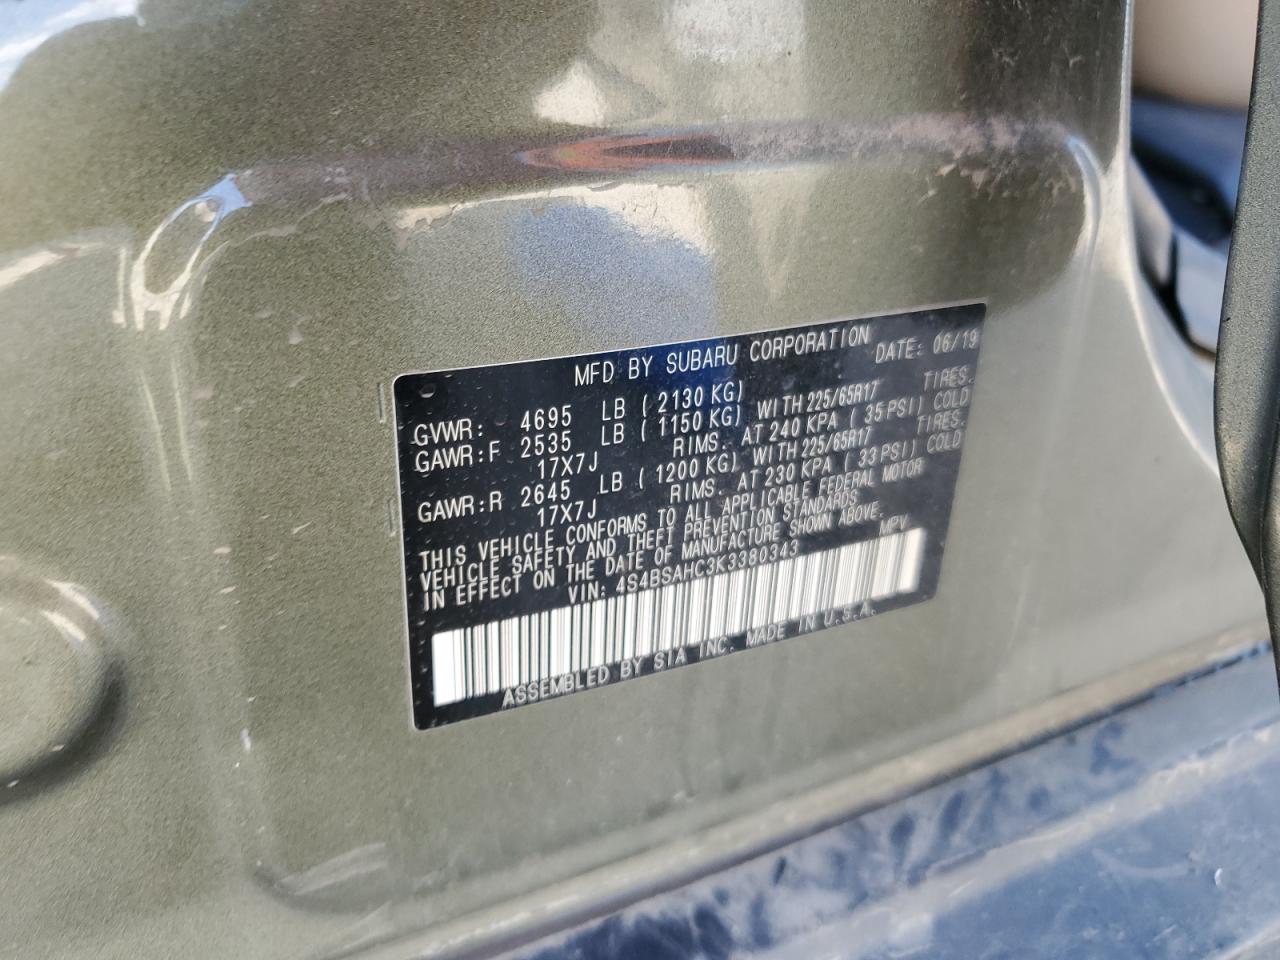 MFD BY SUBARU CORPORATION DATE: 06/19
GVWR: 4695 LB ( 2130 KG)
GAWR:F 2535 LB ( 1150 KG) WITH 225/65R17 TIRES.
17X7J RIMS. AT 240 KPA ( 35 PSI) COLD
GAWR:R 2645 LB ( 1200 KG) WITH 225/65R17 TIRES.
17X7J RIMS. AT 230 KPA ( 33 PSI) COLD
THIS VEHICLE CONFORMS TO ALL APPLICABLE FEDERAL MOTOR
VEHICLE SAFETY AND THEFT PREVENTION STANDARDS
IN EFFECT ON THE DATE OF MANUFACTURE SHOWN ABOVE.
VIN: 4S4BSAHC3K3380343 MPV
ASSEMBLED BY SIA INC. MADE IN U.S.A.